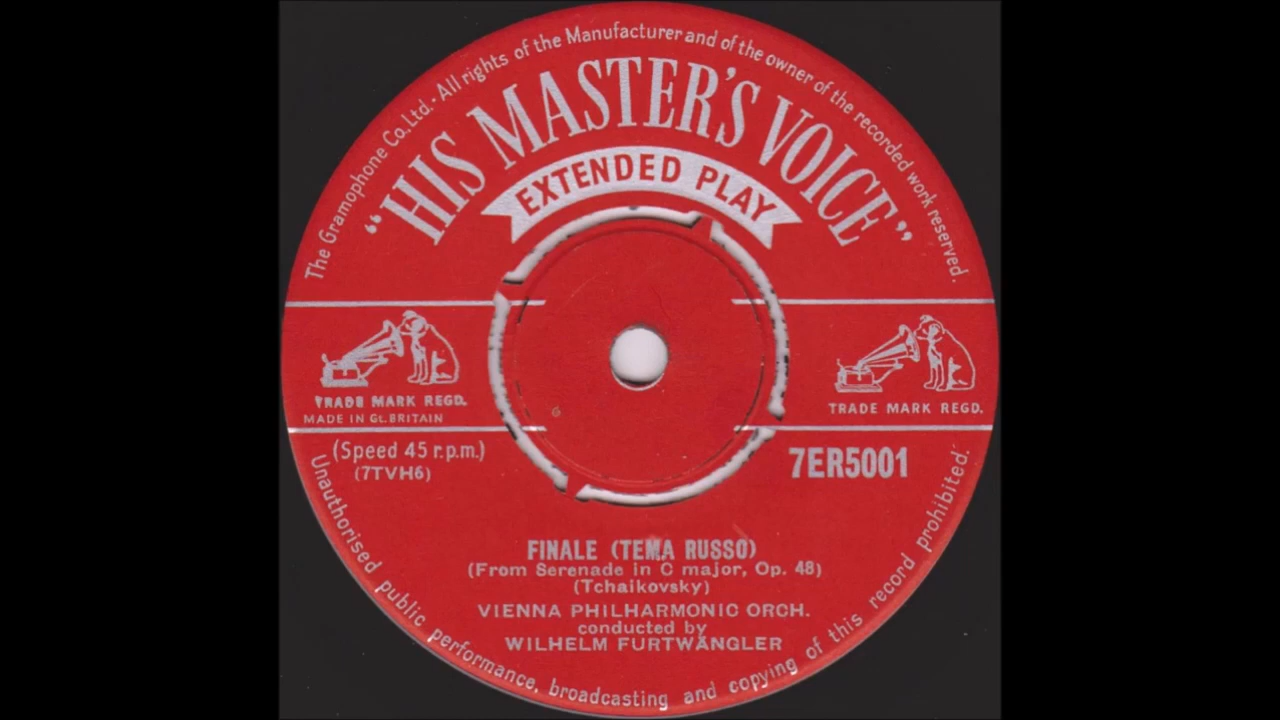 The Gramophone Co. Ltd. · All rights of the Manufacturer and of the owner of the recorded work reserved.
"HIS MASTER'S VOICE"
EXTENDED PLAY
TRADE MARK REGD.
MADE IN Gt. BRITAIN
TRADE MARK REGD.
(Speed 45 r.p.m.)
(7TVH6)
7ER5001
G
FINALE (TEMA RUSSO)
(From Serenade in C major, Op. 48)
(Tchaikovsky)
VIENNA PHILHARMONIC ORCH.
conducted by
WILHELM FURTWÄNGLER
Unauthorised public performance, broadcasting and copying of this record prohibited.